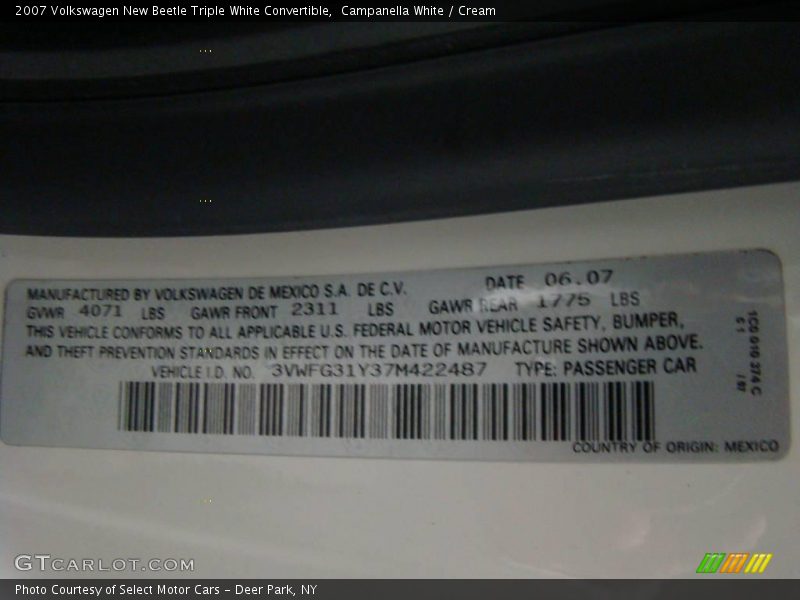 2007 Volkswagen New Beetle Triple White Convertible,  Campanella White / Cream
MANUFACTURED BY VOLKSWAGEN DE MEXICO S.A. DE C.V. DATE 06.07
GVWR 4071 LBS GAWR FRONT 2311 LBS GAWR REAR 1775 LBS
THIS VEHICLE CONFORMS TO ALL APPLICABLE U.S. FEDERAL MOTOR VEHICLE SAFETY, BUMPER,
AND THEFT PREVENTION STANDARDS IN EFFECT ON THE DATE OF MANUFACTURE SHOWN ABOVE.
VEHICLE I.D. NO. 3VWFG31Y37M422487 TYPE: PASSENGER CAR
COUNTRY OF ORIGIN: MEXICO
GTCARLOT.COM
Photo Courtesy of Select Motor Cars – Deer Park, NY